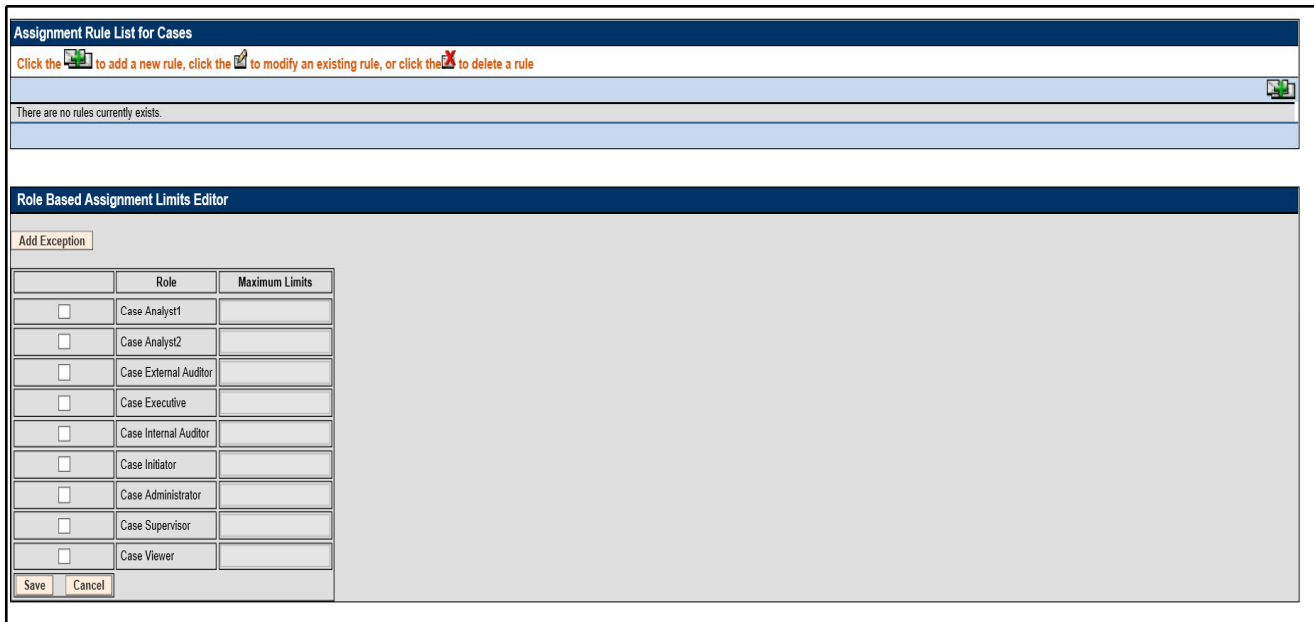 Assignment Rule List for Cases
Click the to add a new rule, click the to modify an existing rule, or click the to delete a rule
There are no rules currently exists.
Role Based Assignment Limits Editor
Add Exception
Role Maximum Limits
Case Analyst1
Case Analyst2
Case External Auditor
Case Executive
Case Internal Auditor
Case Initiator
Case Administrator
Case Supervisor
Case Viewer
Save Cancel